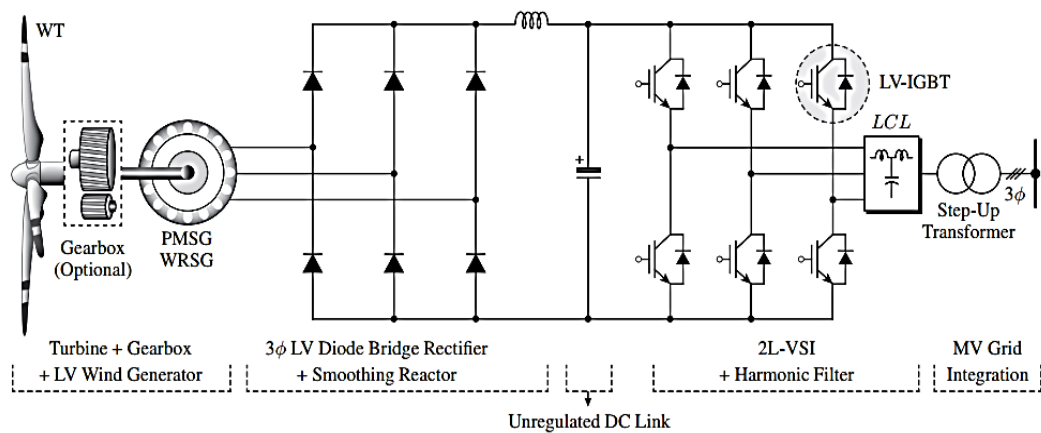 WT
LV-IGBT
LCL
+
3ϕ
Step-Up
Transformer
Gearbox
(Optional)
PMSG
WRSG
Turbine + Gearbox
+ LV Wind Generator
3ϕ LV Diode Bridge Rectifier
+ Smoothing Reactor
2L-VSI
+ Harmonic Filter
MV Grid
Integration
Unregulated DC Link